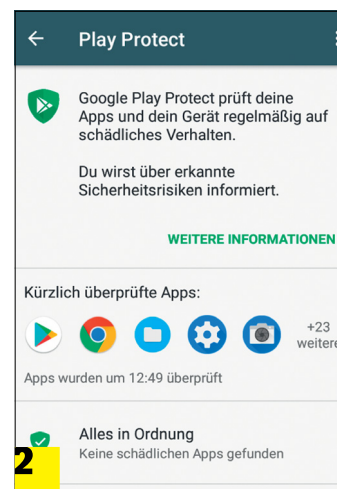 Play Protect
Google Play Protect prüft deine
Apps und dein Gerät regelmäßig auf
schädliches Verhalten.
Du wirst über erkannte
Sicherheitsrisiken informiert.
WEITERE INFORMATIONEN
Kürzlich überprüfte Apps:
+23
weitere
Apps wurden um 12:49 überprüft
Alles in Ordnung
Keine schädlichen Apps gefunden
2